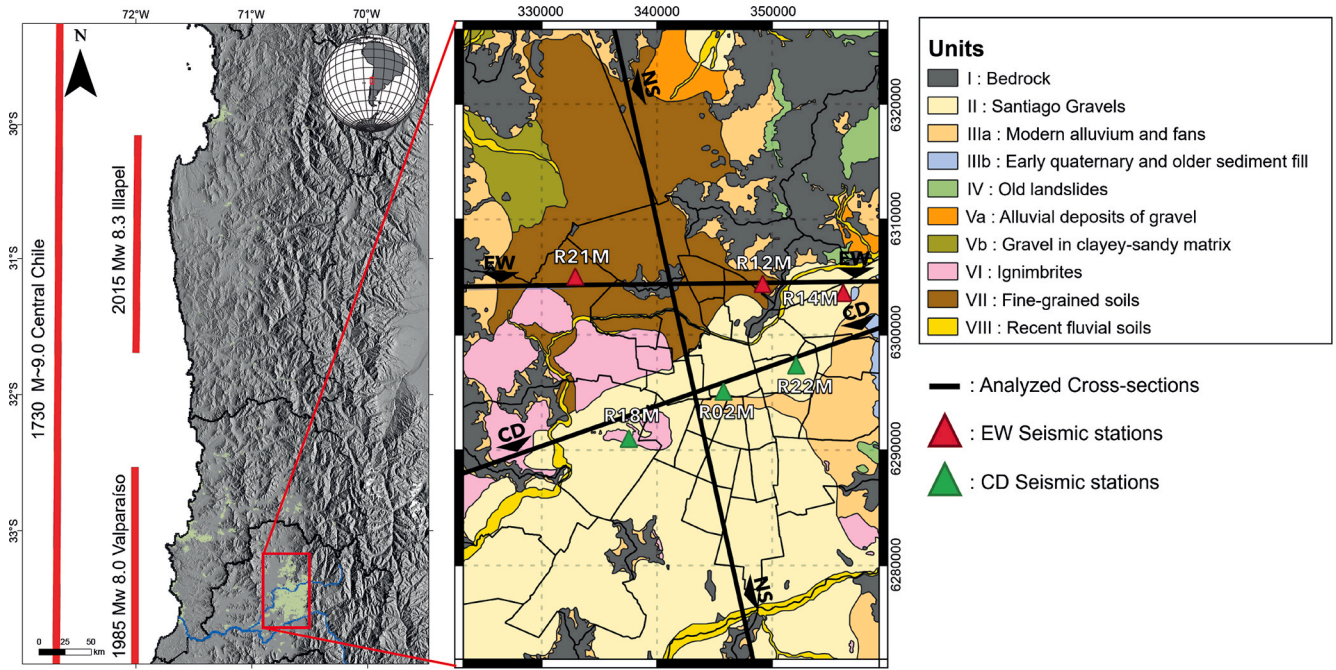 72°W
71°W
70°W
N
30°S
31°S
32°S
33°S
1730 M~9.0 Central Chile
2015 Mw 8.3 Illapel
1985 Mw 8.0 Valparaíso
0 25 50
km
330000
340000
350000
6320000
6310000
6300000
6290000
6280000
NS
EW
R21M
R12M
EW
R14M
CD
R22M
R02M
R18M
CD
NS
Units
I : Bedrock
II : Santiago Gravels
IIIa : Modern alluvium and fans
IIIb : Early quaternary and older sediment fill
IV : Old landslides
Va : Alluvial deposits of gravel
Vb : Gravel in clayey-sandy matrix
VI : Ignimbrites
VII : Fine-grained soils
VIII : Recent fluvial soils
: Analyzed Cross-sections
: EW Seismic stations
: CD Seismic stations